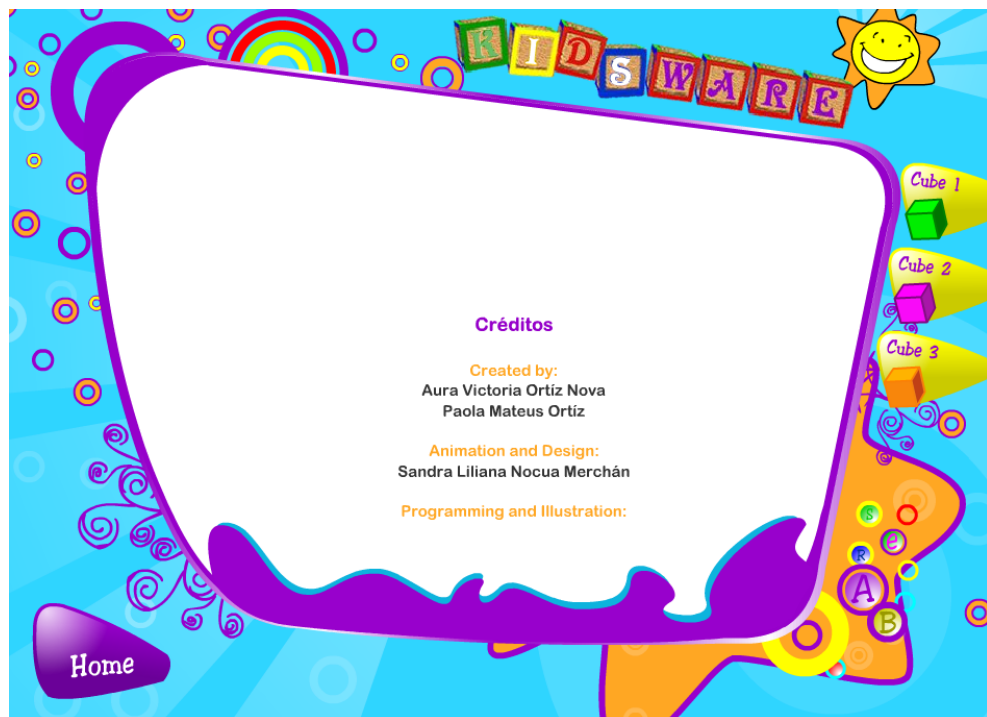 KIDSWARE
Cube 1
Cube 2
Cube 3
Créditos
Created by:
Aura Victoria Ortíz Nova
Paola Mateus Ortíz
Animation and Design:
Sandra Liliana Nocua Merchán
Programming and Illustration:
S
e
R
A
B
Home